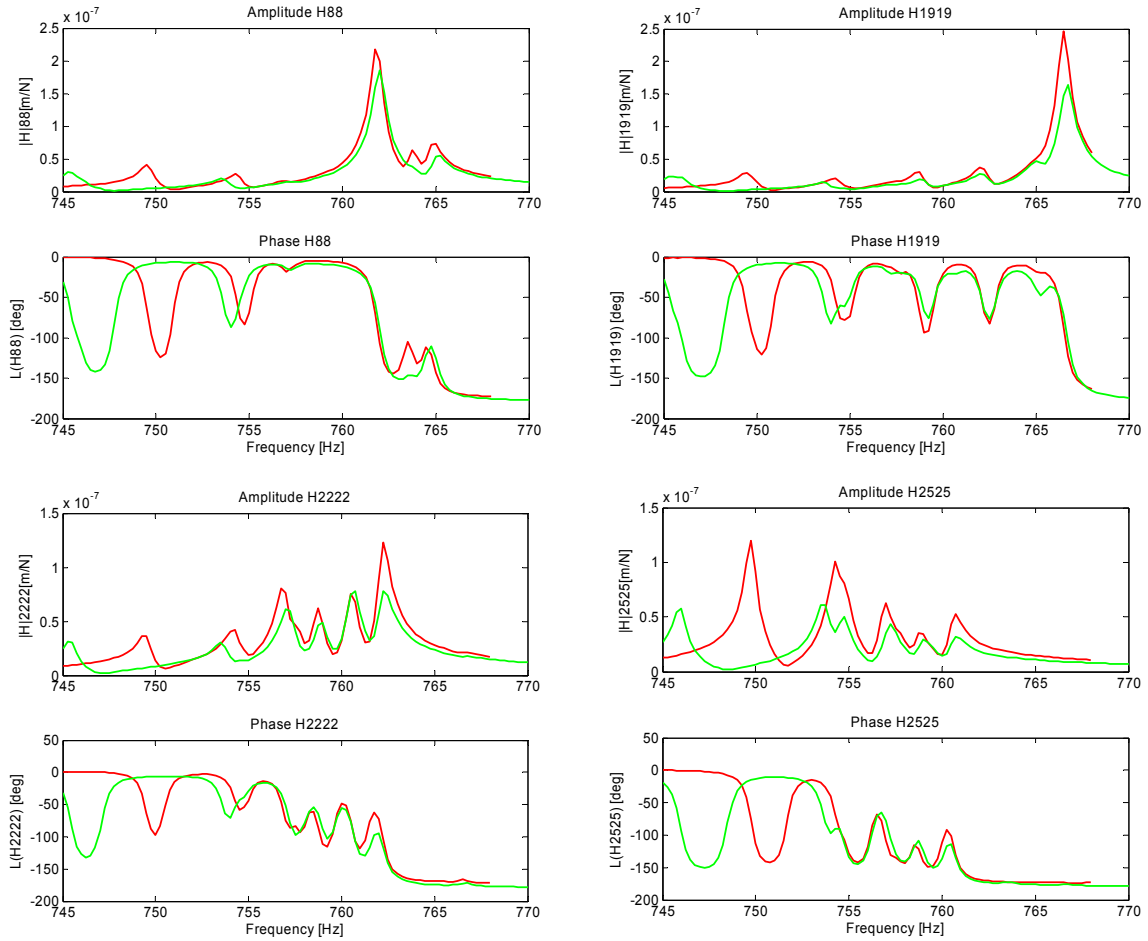 x 10-7
Amplitude H88
2.5
2
1.5
1
0.5
0
|H|88[m/N]
745 750 755 760 765 770
Phase H88
0
-50
-100
-150
-200
L(H88) [deg]
745 750 755 760 765 770
Frequency [Hz]
x 10-7
Amplitude H1919
2.5
2
1.5
1
0.5
0
|H|1919[m/N]
745 750 755 760 765 770
Phase H1919
0
-50
-100
-150
-200
L(H1919) [deg]
745 750 755 760 765 770
Frequency [Hz]
x 10-7
Amplitude H2222
1.5
1
0.5
0
|H|2222[m/N]
745 750 755 760 765 770
Phase H2222
50
0
-50
-100
-150
-200
L(H2222) [deg]
745 750 755 760 765 770
Frequency [Hz]
x 10-7
Amplitude H2525
1.5
1
0.5
0
|H|2525[m/N]
745 750 755 760 765 770
Phase H2525
50
0
-50
-100
-150
-200
L(H2525) [deg]
745 750 755 760 765 770
Frequency [Hz]